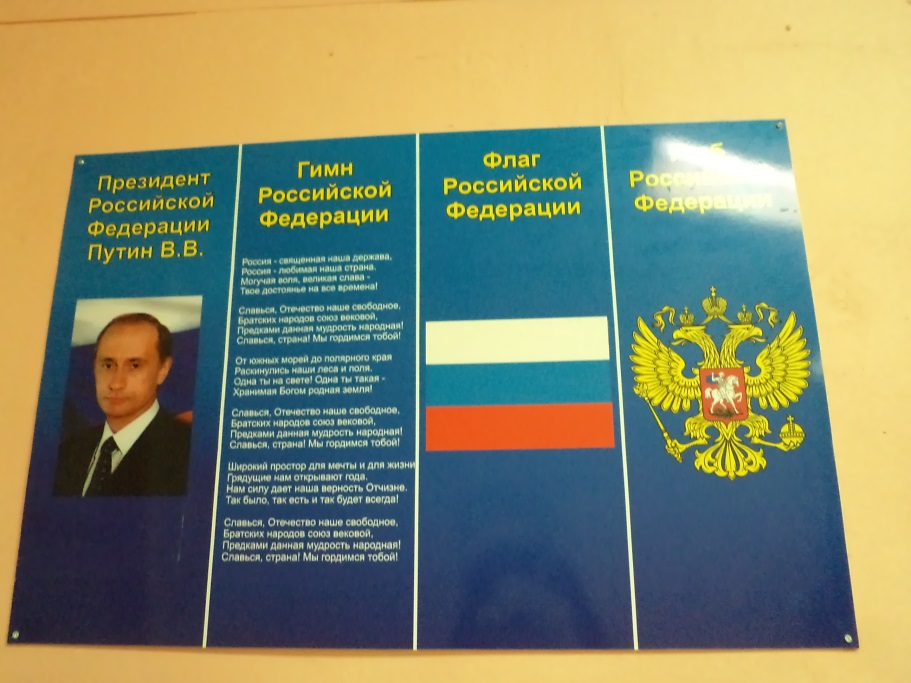 Президент
Российской
Федерации
Путин В.В.
Гимн
Российской
Федерации
Россия - священная наша держава,
Россия - любимая наша страна.
Могучая воля, великая слава -
Твое достоянье на все времена!
Славься, Отечество наше свободное,
Братских народов союз вековой,
Предками данная мудрость народная!
Славься, страна! Мы гордимся тобой!
От южных морей до полярного края
Раскинулись наши леса и поля.
Одна ты на свете! Одна ты такая -
Хранимая Богом родная земля!
Славься, Отечество наше свободное,
Братских народов союз вековой,
Предками данная мудрость народная!
Славься, страна! Мы гордимся тобой!
Широкий простор для мечты и для жизни
Грядущие нам открывают года.
Нам силу дает наша верность Отчизне.
Так было, так есть и так будет всегда!
Славься, Отечество наше свободное,
Братских народов союз вековой,
Предками данная мудрость народная!
Славься, страна! Мы гордимся тобой!
Флаг
Российской
Федерации
Российской
Федерации